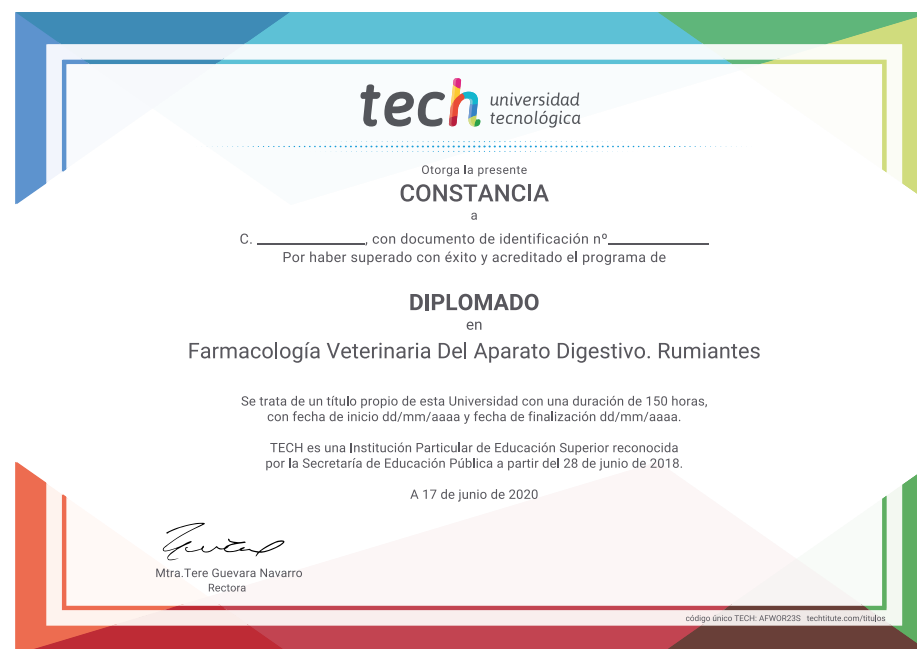 tech universidad
tecnológica
Otorga la presente
CONSTANCIA
a
C. ____________, con documento de identificación nº___________
Por haber superado con éxito y acreditado el programa de
DIPLOMADO
en
Farmacología Veterinaria Del Aparato Digestivo. Rumiantes
Se trata de un título propio de esta Universidad con una duración de 150 horas,
con fecha de inicio dd/mm/aaaa y fecha de finalización dd/mm/aaaa.
TECH es una Institución Particular de Educación Superior reconocida
por la Secretaría de Educación Pública a partir del 28 de junio de 2018.
A 17 de junio de 2020
Mtra.Tere Guevara Navarro
Rectora
código único TECH: AFWOR23S techtitute.com/titulos